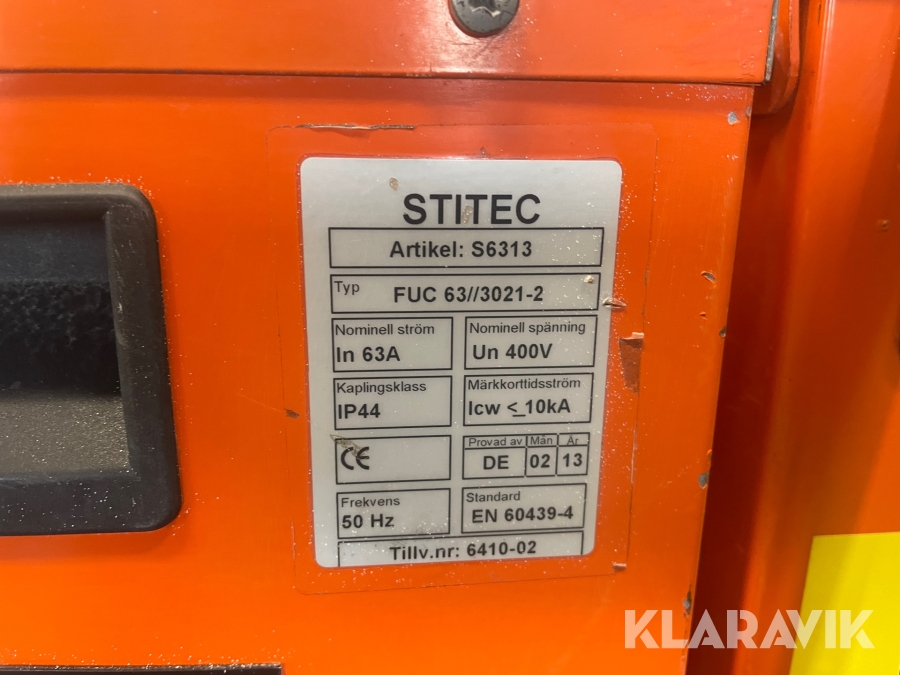 STITEC
Artikel: S6313
Typ FUC 63//3021-2
Nominell ström Nominell spänning
In 63A Un 400V
Kaplingsklass Märkkorttidsström
IP44 Icw ≤ 10kA
CE Provad av Mån År
DE 02 13
Frekvens Standard
50 Hz EN 60439-4
Tillv.nr: 6410-02
KLARAVIK